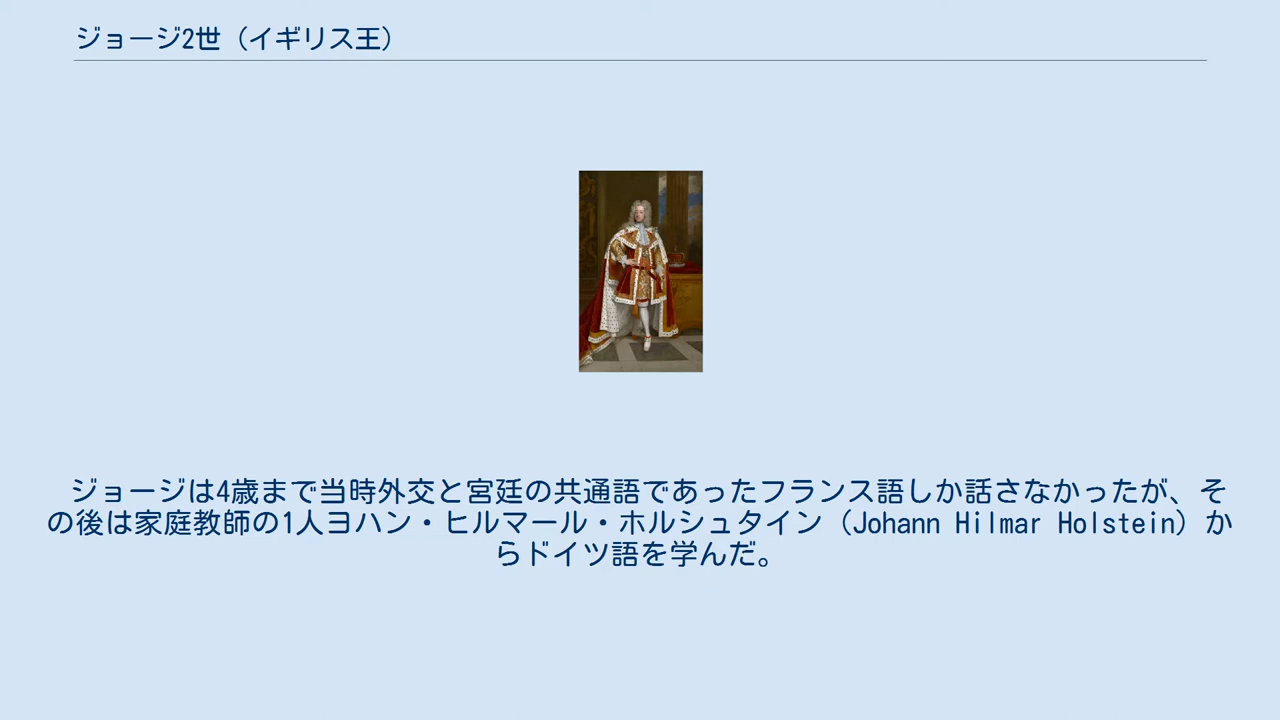 ジョージ2世（イギリス王）
ジョージは4歳まで当時外交と宮廷の共通語であったフランス語しか話さなかったが、そ
の後は家庭教師の1人ヨハン・ヒルマール・ホルシュタイン（Johann Hilmar Holstein）か
らドイツ語を学んだ。